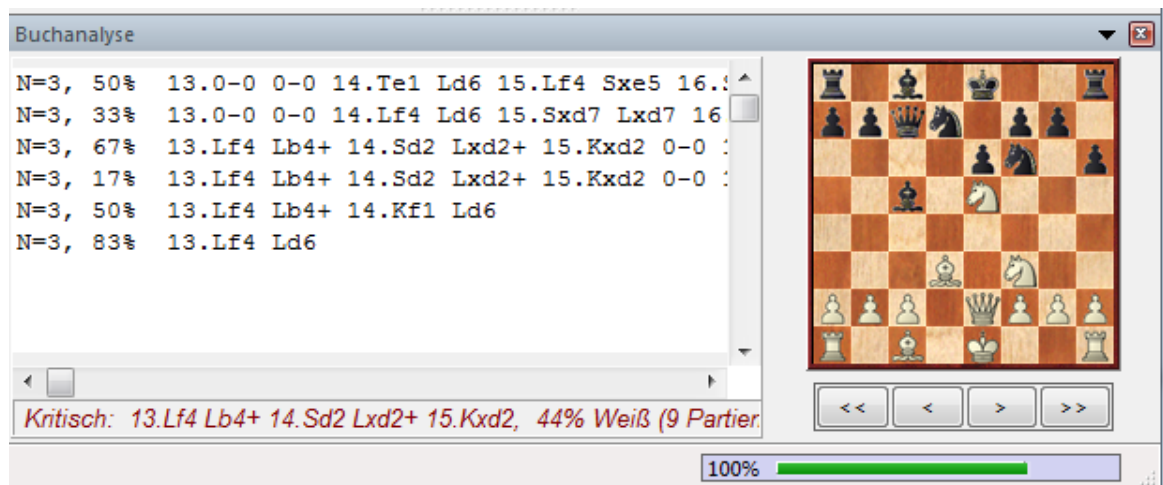 Buchanalyse
N=3, 50% 13.0-0 0-0 14.Te1 Ld6 15.Lf4 Sxe5 16.
N=3, 33% 13.0-0 0-0 14.Lf4 Ld6 15.Sxd7 Lxd7 16
N=3, 67% 13.Lf4 Lb4+ 14.Sd2 Lxd2+ 15.Kxd2 0-0
N=3, 17% 13.Lf4 Lb4+ 14.Sd2 Lxd2+ 15.Kxd2 0-0
N=3, 50% 13.Lf4 Lb4+ 14.Kf1 Ld6
N=3, 83% 13.Lf4 Ld6
Kritisch: 13.Lf4 Lb4+ 14.Sd2 Lxd2+ 15.Kxd2, 44% Weiß (9 Partien
<< < > >>
100%